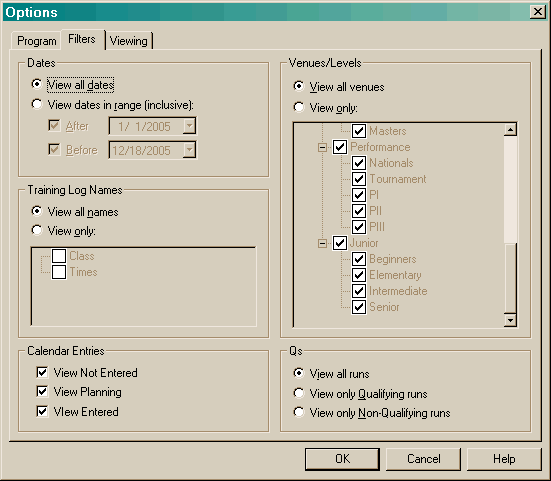 Options
Program Filters Viewing
Dates
View all dates
View dates in range (inclusive):
After 1/ 1/2005
Before 12/18/2005
Training Log Names
View all names
View only:
Class
Times
Calendar Entries
View Not Entered
View Planning
VIew Entered
Venues/Levels
View all venues
View only:
Masters
Performance
Nationals
Tournament
PI
PII
PIII
Junior
Beginners
Elementary
Intermediate
Senior
Qs
View all runs
View only Qualifying runs
View only Non-Qualifying runs
OK Cancel Help